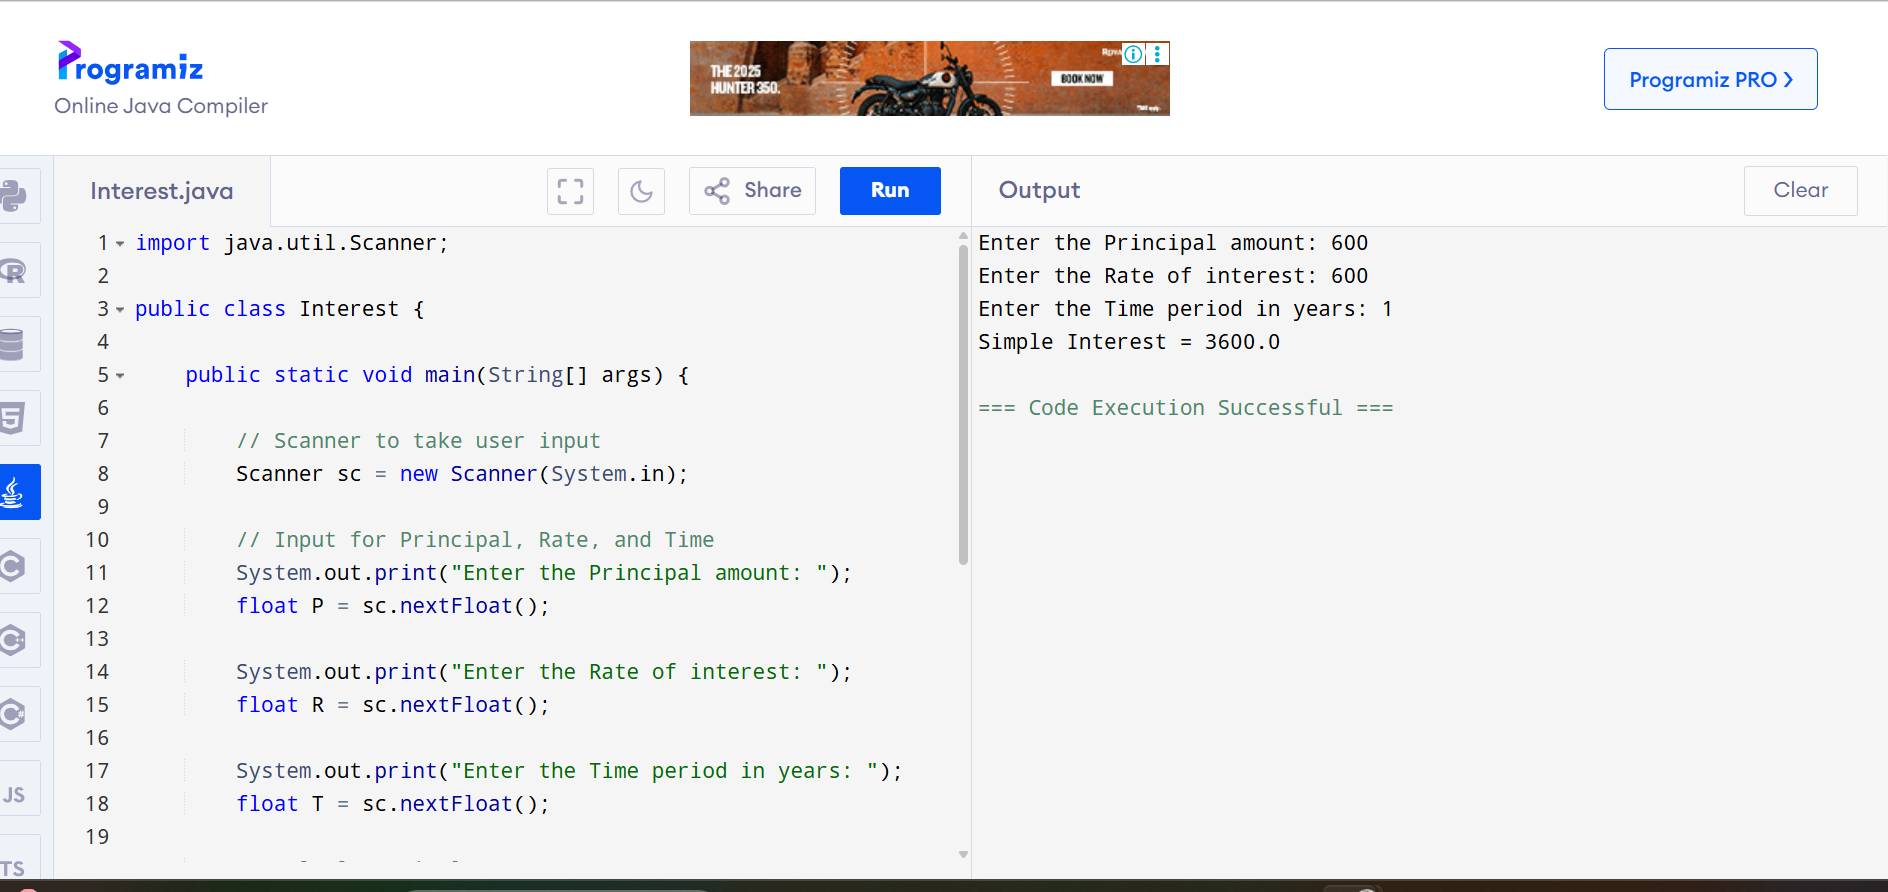 Programiz
Online Java Compiler
THE 2025
HUNTER 350.
BOOK NOW
Programiz PRO
Interest.java
Share
Run
Output
Clear
1 import java.util.Scanner;
2
3 public class Interest {
4
5 public static void main(String[] args) {
6
7 // Scanner to take user input
8 Scanner sc = new Scanner(System.in);
9
10 // Input for Principal, Rate, and Time
11 System.out.print("Enter the Principal amount: ");
12 float P = sc.nextFloat();
13
14 System.out.print("Enter the Rate of interest: ");
15 float R = sc.nextFloat();
16
17 System.out.print("Enter the Time period in years: ");
18 float T = sc.nextFloat();
19
Enter the Principal amount: 600
Enter the Rate of interest: 600
Enter the Time period in years: 1
Simple Interest = 3600.0
=== Code Execution Successful ===
R
5
C
C
C#
JS
TS